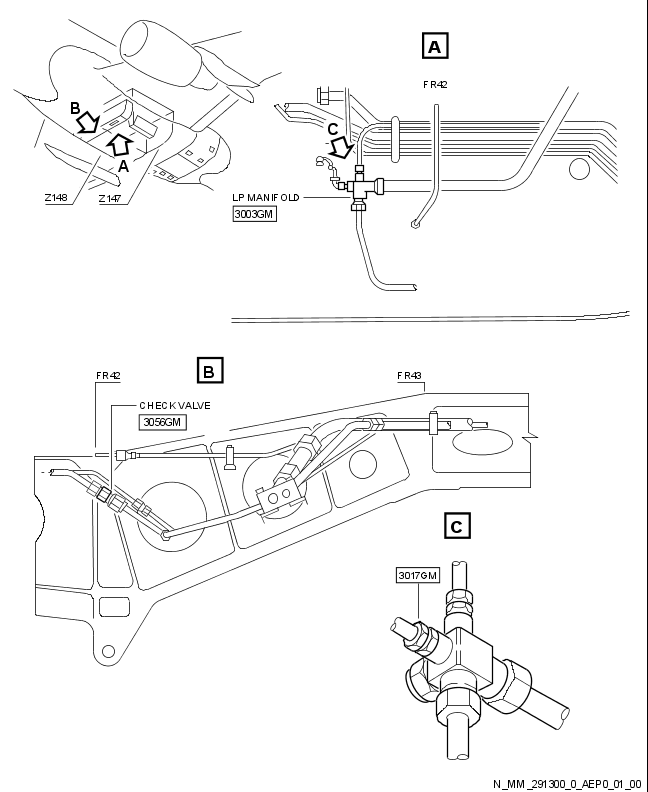 A
FR42
B
C
A
Z148
Z147
LP MANIFOLD
3003GM
FR42
B
FR43
CHECK VALVE
3056GM
C
3017GM
N_MM_291300_0_AEP0_01_00